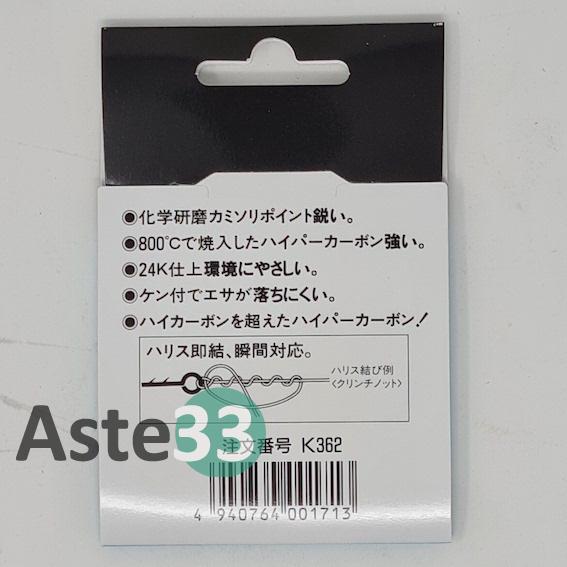 ●化学研磨カミソリポイント鋭い。
●800℃で焼入したハイパーカーボン強い。
●24K仕上環境にやさしい。
●ケン付でエサが落ちにくい。
●ハイカーボンを超えたハイパーカーボン!
ハリス即結、瞬間対応。
ハリス結び例
〈クリンチノット〉
Aste33
注文番号 K362
4 940764 001713